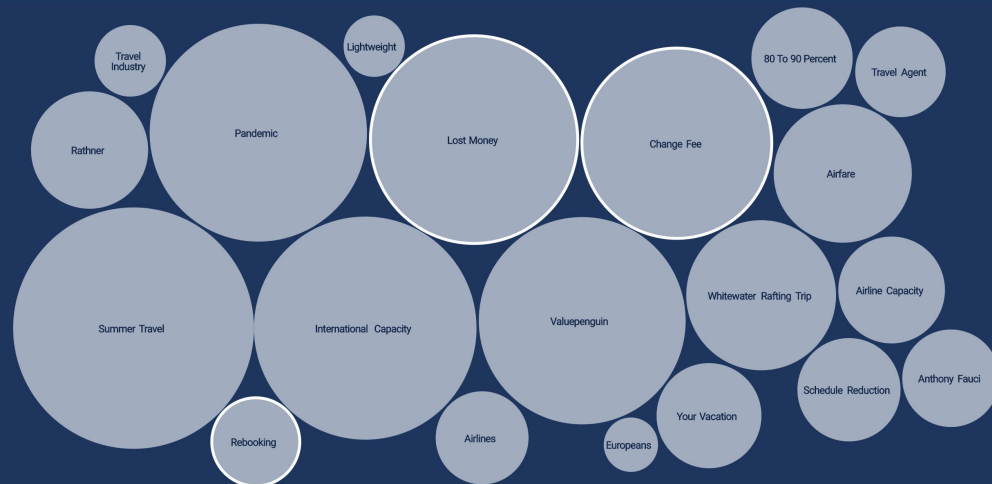 Travel
Industry
Lightweight
80 To 90 Percent
Travel Agent
Rathner
Pandemic
Lost Money
Change Fee
Airfare
Summer Travel
International Capacity
Valuepenguin
Whitewater Rafting Trip
Airline Capacity
Schedule Reduction
Anthony Fauci
Rebooking
Airlines
Europeans
Your Vacation